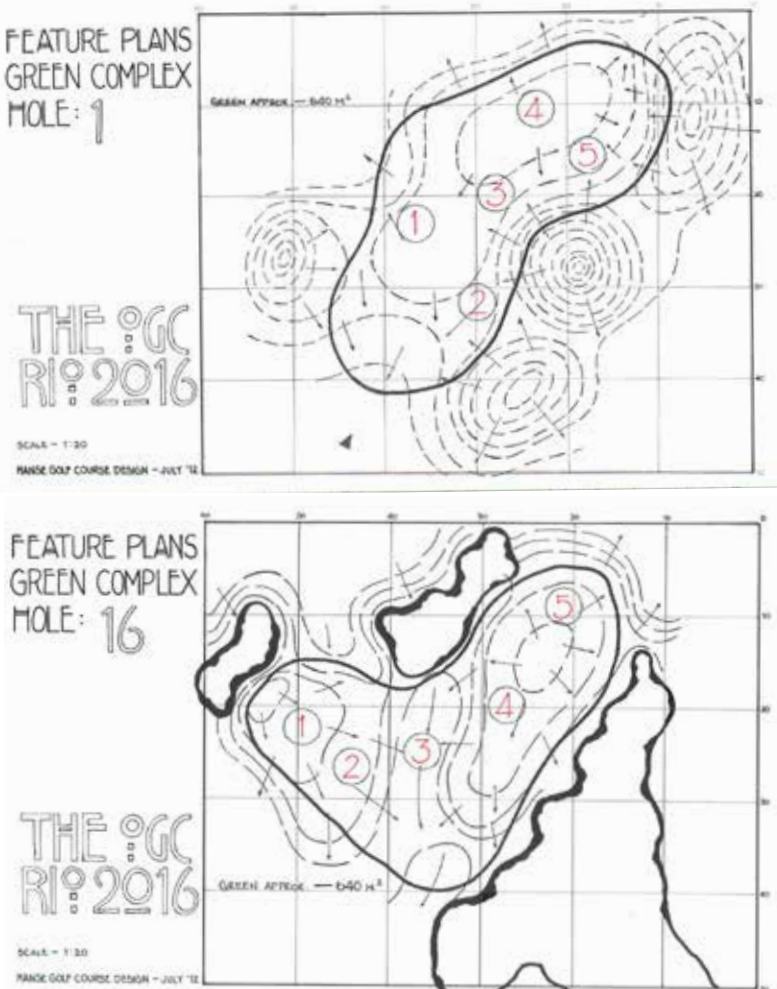 FEATURE PLANS
GREEN COMPLEX
HOLE: 1
GREEN APPROX. — 640 M²
4
5
3
1
2
THE OGC
RIO 2016
SCALE - 1:20
HANSE GOLF COURSE DESIGN - JULY '12
FEATURE PLANS
GREEN COMPLEX
HOLE: 16
5
4
1
3
2
THE OGC
RIO 2016
GREEN APPROX. — 640 M²
SCALE - 1:20
HANSE GOLF COURSE DESIGN - JULY '12